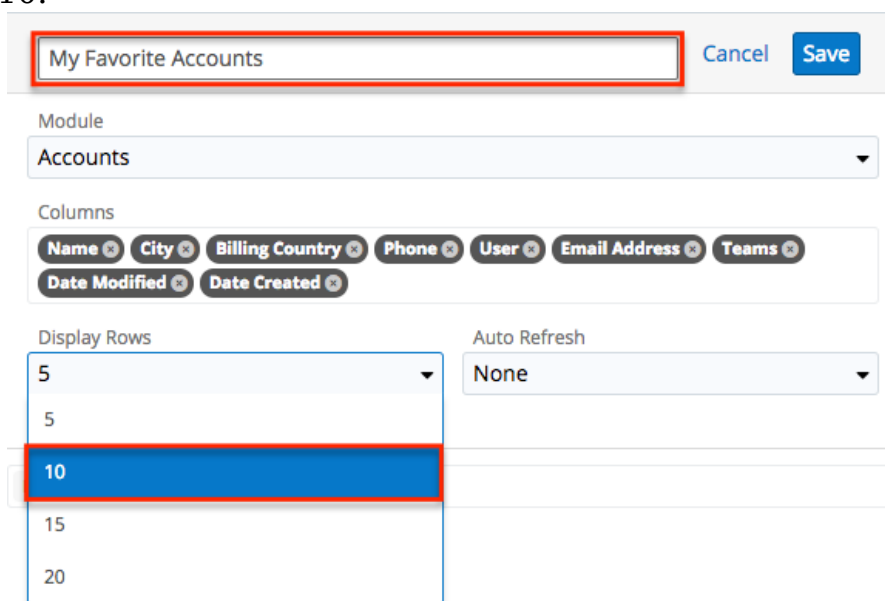 10.
My Favorite Accounts Cancel Save
Module
Accounts
Columns
Name City Billing Country Phone User Email Address Teams
Date Modified Date Created
Display Rows Auto Refresh
5 None
5
10
15
20